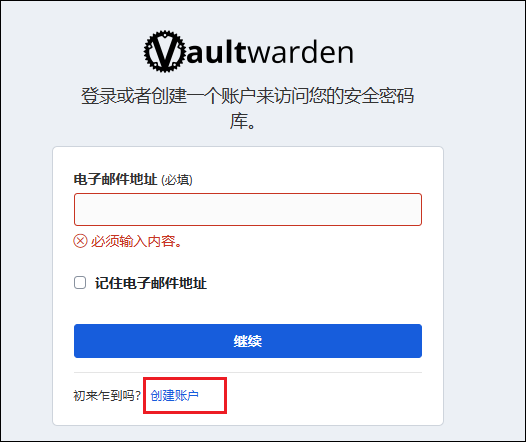 Vaultwarden
登录或者创建一个账户来访问您的安全密码
库。
电子邮件地址 (必填)
必须输入内容。
记住电子邮件地址
继续
初来乍到吗? 创建账户